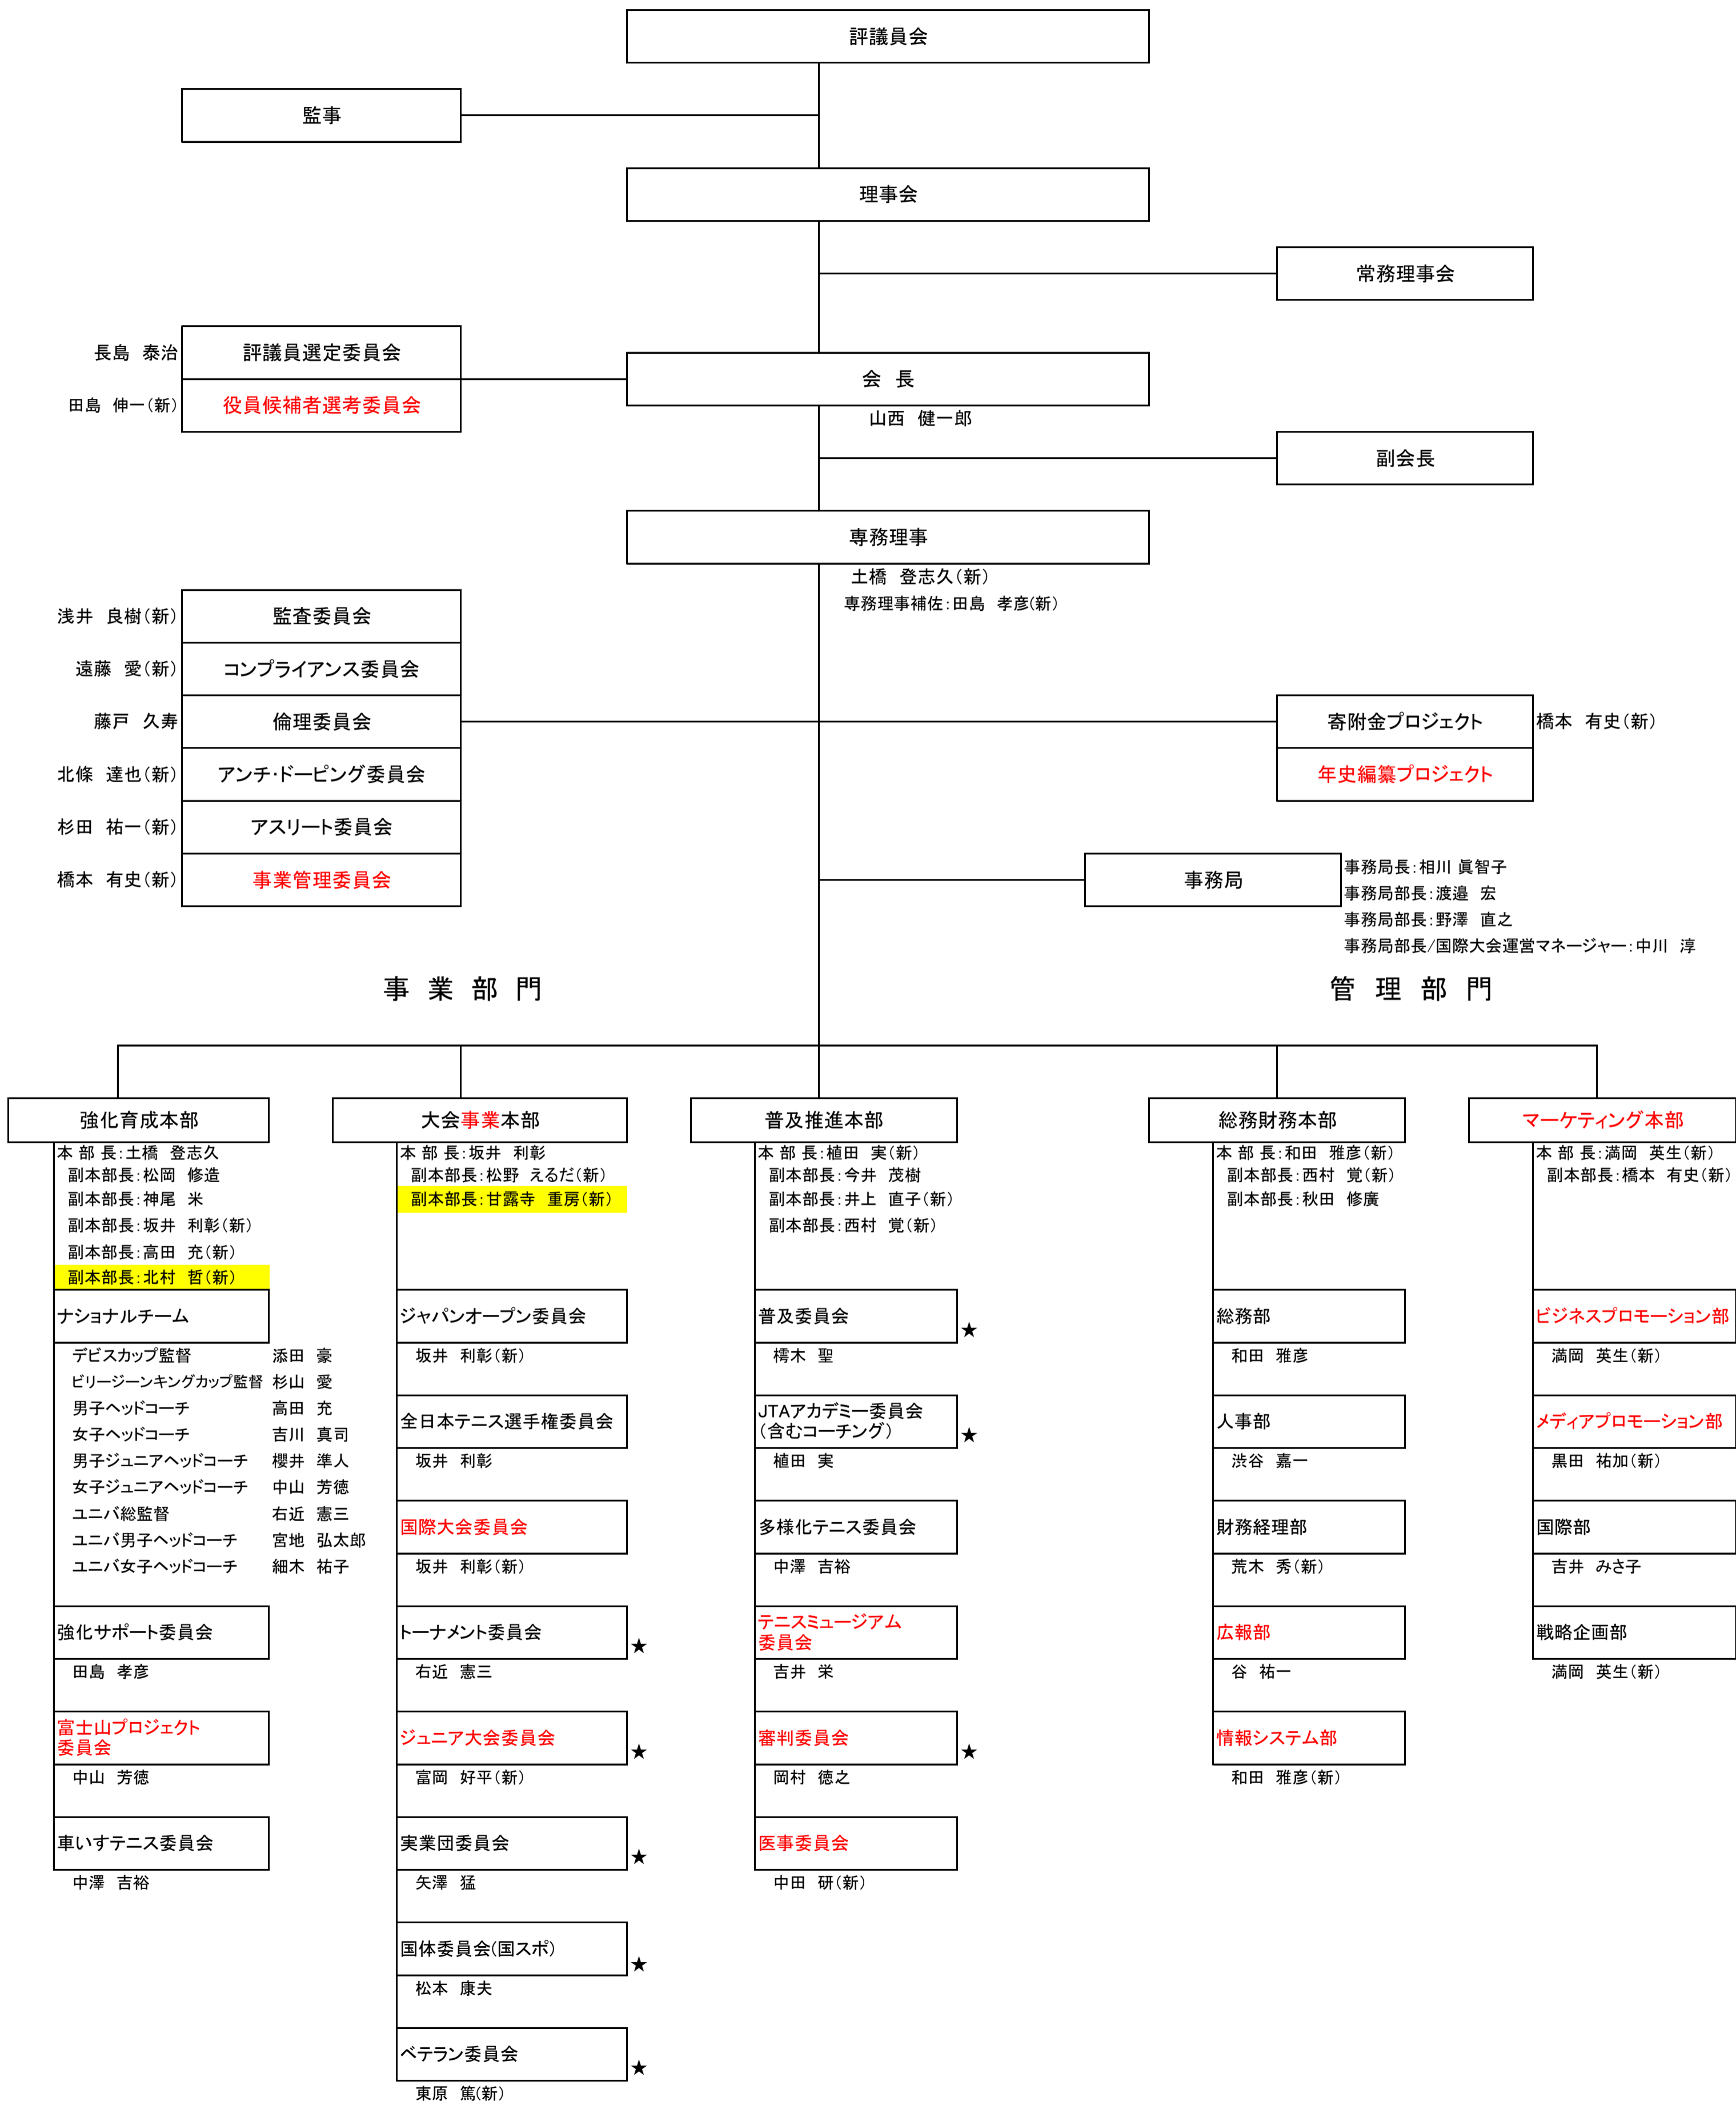 評議員会
監事
理事会
常務理事会
長島　泰治
評議員選定委員会
田島　伸一（新）
役員候補者選考委員会
会　長
山西　健一郎
副会長
専務理事
土橋　登志久（新）
専務理事補佐：田島　孝彦（新）
浅井　良樹（新）
監査委員会
遠藤　愛（新）
コンプライアンス委員会
藤戸　久寿
倫理委員会
北條　達也（新）
アンチ・ドーピング委員会
杉田　祐一（新）
アスリート委員会
橋本　有史（新）
事業管理委員会
寄附金プロジェクト
橋本　有史（新）
年史編纂プロジェクト
事務局
事務局長：相川 眞智子
事務局部長：渡邉　宏
事務局部長：野澤　直之
事務局部長/国際大会運営マネージャー：中川　淳
事　業　部　門
管　理　部　門
強化育成本部
本 部 長：土橋　登志久
副本部長：松岡　修造
副本部長：神尾　米
副本部長：坂井　利彰（新）
副本部長：高田　充（新）
副本部長：北村　哲（新）
ナショナルチーム
デビスカップ監督　添田　豪
ビリージーンキングカップ監督　杉山　愛
男子ヘッドコーチ　高田　充
女子ヘッドコーチ　吉川　真司
男子ジュニアヘッドコーチ　櫻井　準人
女子ジュニアヘッドコーチ　中山　芳徳
ユニバ総監督　右近　憲三
ユニバ男子ヘッドコーチ　宮地　弘太郎
ユニバ女子ヘッドコーチ　細木　祐子
強化サポート委員会
田島　孝彦
富士山プロジェクト
委員会
中山　芳徳
車いすテニス委員会
中澤　吉裕
大会事業本部
本 部 長：坂井　利彰
副本部長：松野　えるだ（新）
副本部長：甘露寺　重房（新）
ジャパンオープン委員会
坂井　利彰（新）
全日本テニス選手権委員会
坂井　利彰
国際大会委員会
坂井　利彰（新）
トーナメント委員会
★
右近　憲三
ジュニア大会委員会
★
富岡　好平（新）
実業団委員会
★
矢澤　猛
国体委員会（国スポ）
★
松本　康夫
ベテラン委員会
★
東原　篤（新）
普及推進本部
本 部 長：植田　実（新）
副本部長：今井　茂樹
副本部長：井上　直子（新）
副本部長：西村　覚（新）
普及委員会
★
樗木　聖
JTAアカデミー委員会
（含むコーチング）
★
植田　実
多様化テニス委員会
中澤　吉裕
テニスミュージアム
委員会
吉井　栄
審判委員会
★
岡村　徳之
医事委員会
中田　研（新）
総務財務本部
本 部 長：和田　雅彦（新）
副本部長：西村　覚（新）
副本部長：秋田　修廣
総務部
和田　雅彦
人事部
渋谷　嘉一
財務経理部
荒木　秀（新）
広報部
谷　祐一
情報システム部
和田　雅彦（新）
マーケティング本部
本 部 長：満岡　英生（新）
副本部長：橋本　有史（新）
ビジネスプロモーション部
満岡　英生（新）
メディアプロモーション部
黒田　祐加（新）
国際部
吉井　みさ子
戦略企画部
満岡　英生（新）